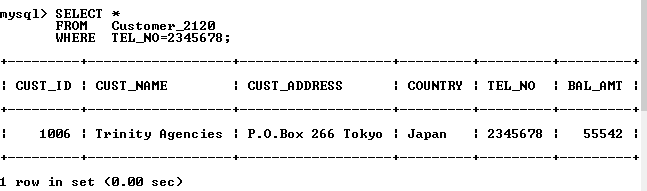 mysql> SELECT *
       FROM   Customer_2120
       WHERE  TEL_NO=2345678;
+---------+------------------+--------------------+---------+---------+---------+
¦ CUST_ID ¦ CUST_NAME        ¦ CUST_ADDRESS       ¦ COUNTRY ¦ TEL_NO  ¦ BAL_AMT ¦
+---------+------------------+--------------------+---------+---------+---------+
¦    1006 ¦ Trinity Agencies ¦ P.O.Box 266 Tokyo ¦ Japan   ¦ 2345678 ¦   55542 ¦
+---------+------------------+--------------------+---------+---------+---------+
1 row in set (0.00 sec)